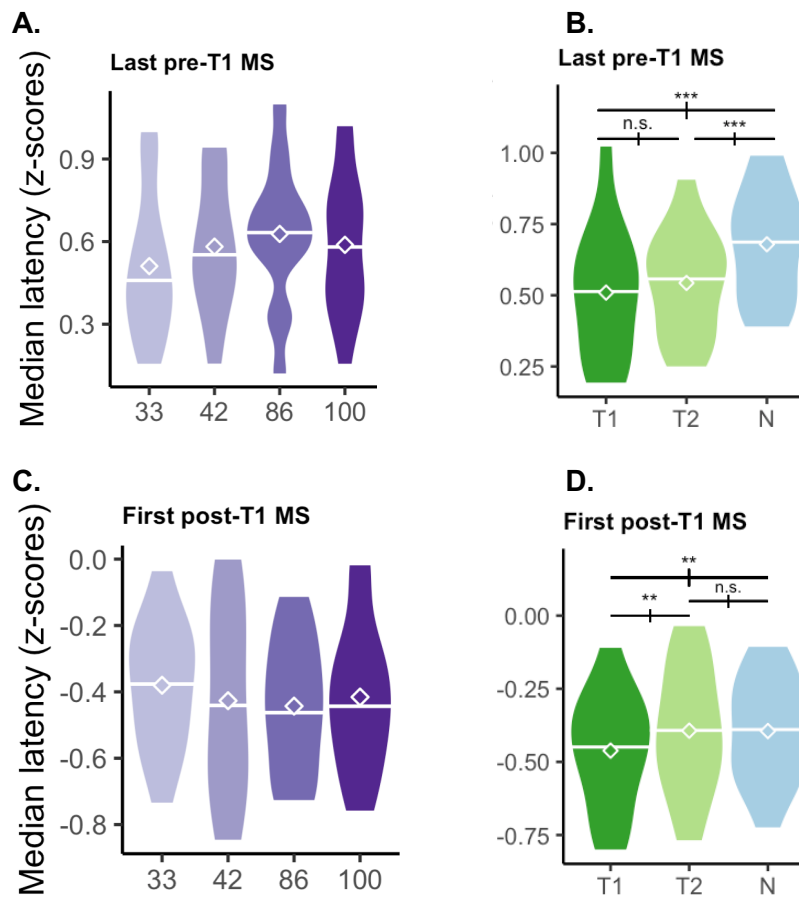 A.
Last pre-T1 MS
Median latency (z-scores)
0.9
0.6
0.3
33 42 86 100
B.
Last pre-T1 MS
***
n.s. ***
1.00
0.75
0.50
0.25
T1 T2 N
C.
First post-T1 MS
Median latency (z-scores)
0.0
-0.2
-0.4
-0.6
-0.8
33 42 86 100
D.
First post-T1 MS
**
** n.s.
0.00
-0.25
-0.50
-0.75
T1 T2 N